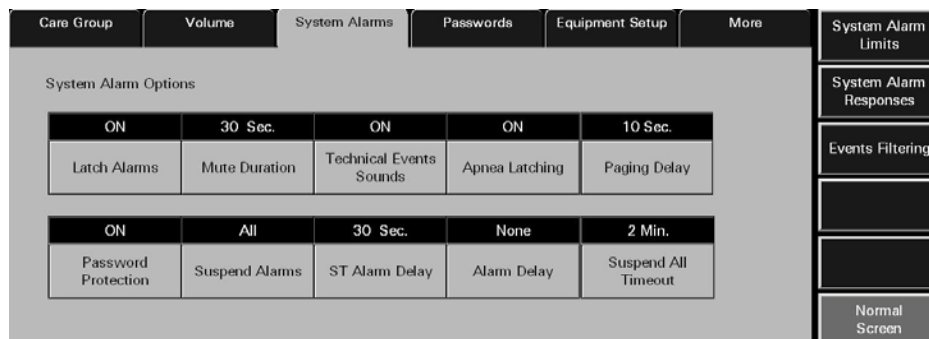 Care Group
Volume
System Alarms
Passwords
Equipment Setup
More
System Alarm
Limits
System Alarm
Responses
Events Filtering
Normal
Screen
System Alarm Options
ON
30 Sec.
ON
ON
10 Sec.
Latch Alarms
Mute Duration
Technical Events
Sounds
Apnea Latching
Paging Delay
ON
All
30 Sec.
None
2 Min.
Password
Protection
Suspend Alarms
ST Alarm Delay
Alarm Delay
Suspend All
Timeout